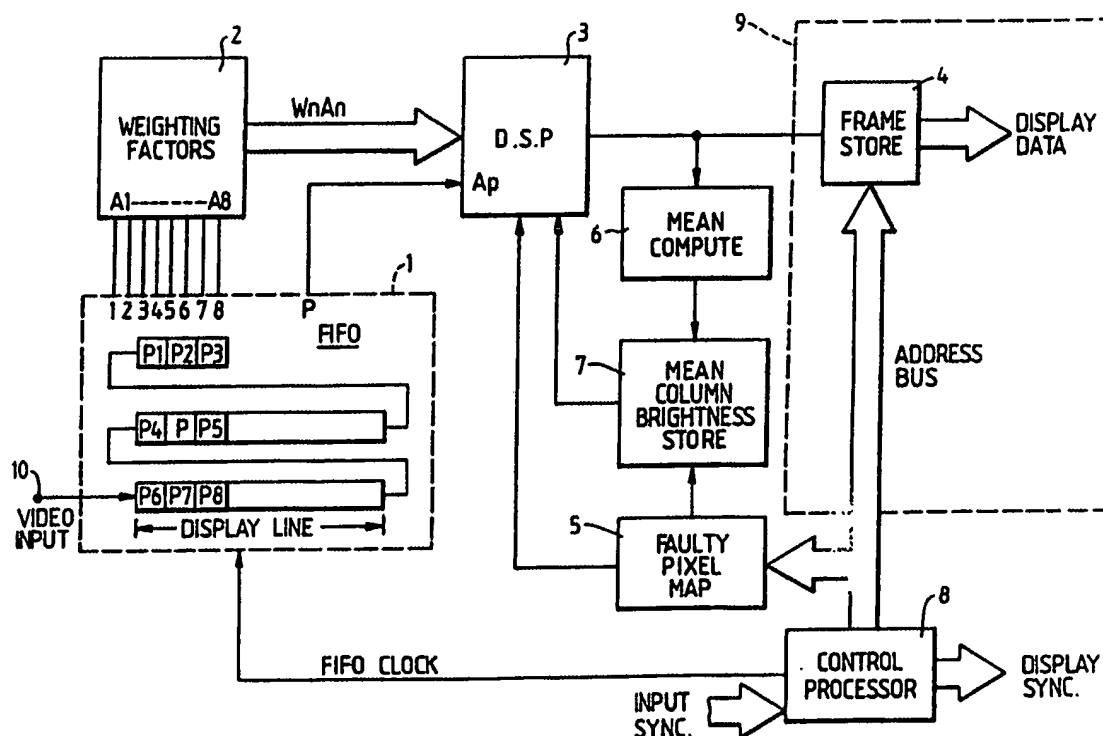 2
3
9
4
WEIGHTING
FACTORS
A1-------A8
WnAn
D.S.P
Ap
FRAME
STORE
DISPLAY
DATA
6
MEAN
COMPUTE
1
1 2 3 4 5 6 7 8
P
FIFO
P1 P2 P3
P4 P P5
P6 P7 P8
10
VIDEO
INPUT
DISPLAY LINE
7
MEAN
COLUMN
BRIGHTNESS
STORE
ADDRESS
BUS
5
FAULTY
PIXEL
MAP
8
FIFO CLOCK
CONTROL
PROCESSOR
INPUT
SYNC.
DISPLAY
SYNC.